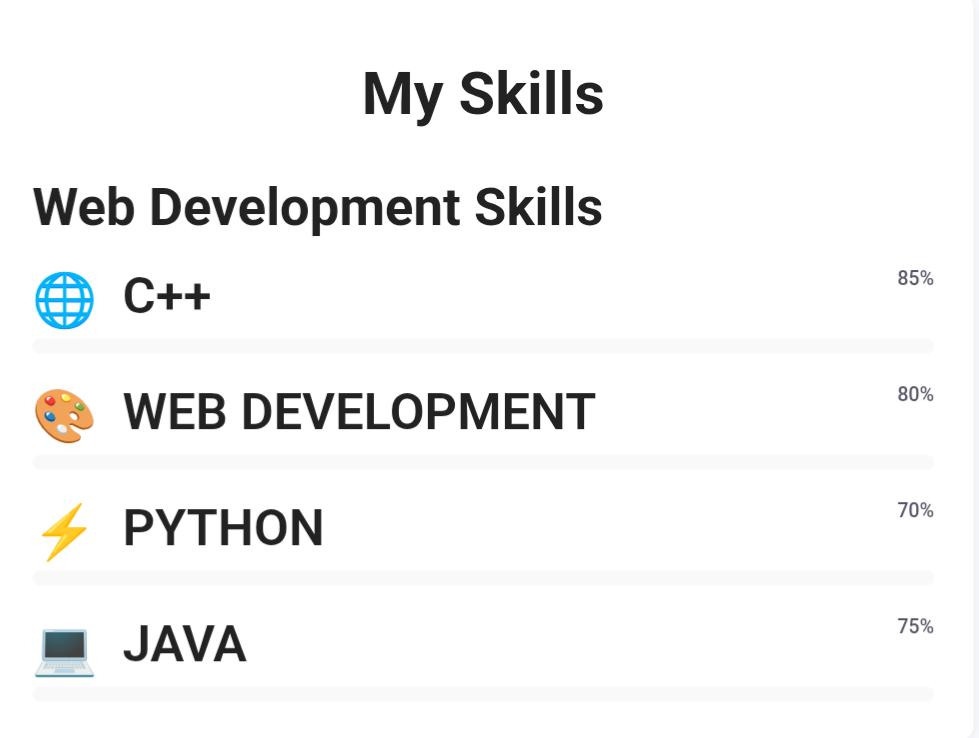 My Skills
Web Development Skills
C++ 85%
WEB DEVELOPMENT 80%
PYTHON 70%
JAVA 75%